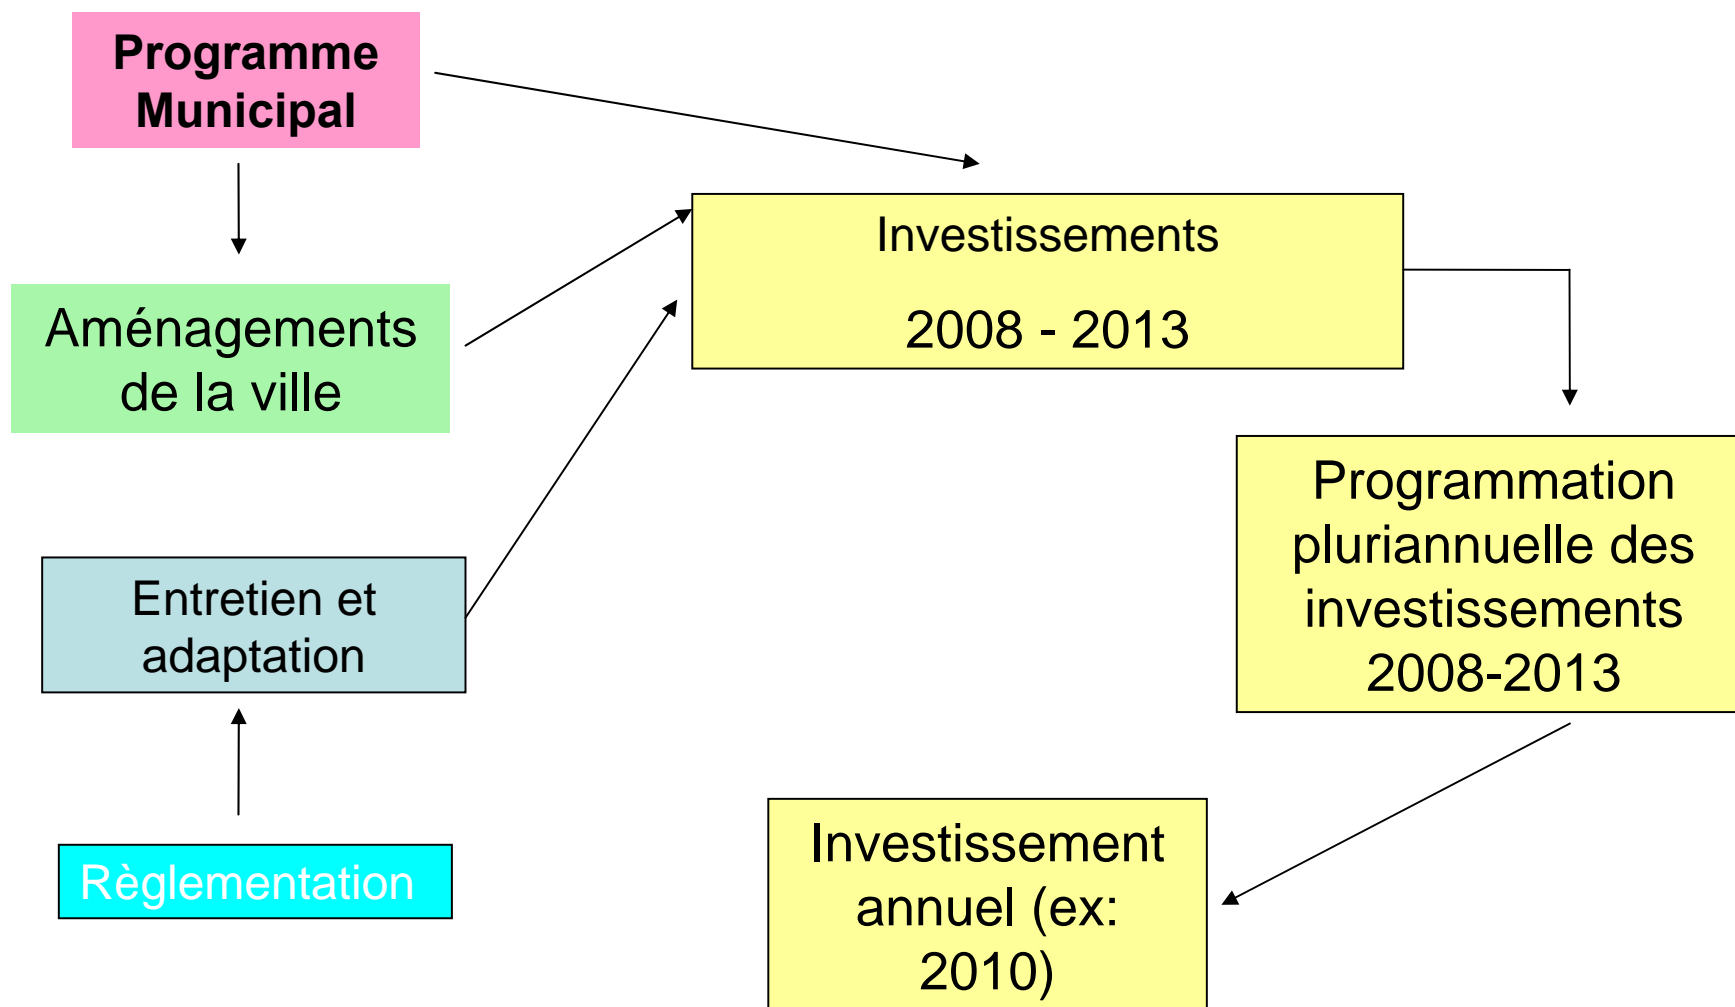 Programme
Municipal
Investissements
2008 - 2013
Aménagements
de la ville
Programmation
pluriannuelle des
investissements
2008-2013
Entretien et
adaptation
Investissement
annuel (ex:
2010)
Règlementation